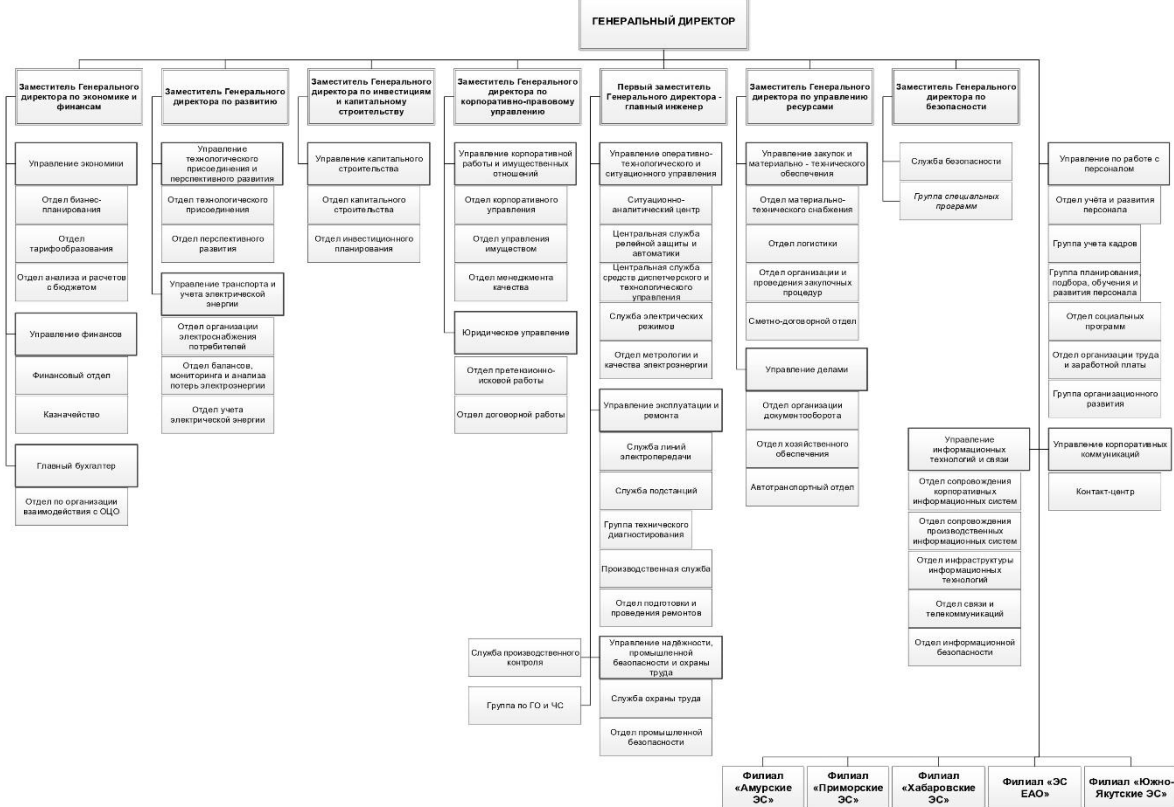 ГЕНЕРАЛЬНЫЙ ДИРЕКТОР
Заместитель Генерального
директора по экономике и
финансам
Управление экономики
Отдел бизнес-
планирования
Отдел
тарифообразования
Отдел анализа и расчетов
с бюджетом
Управление финансов
Финансовый отдел
Казначейство
Главный бухгалтер
Отдел по организации
взаимодействия с ОЦО
Заместитель Генерального
директора по развитию
Управление
технологического
присоединения и
перспективного развития
Отдел технологического
присоединения
Отдел перспективного
развития
Управление транспорта и
учета электрической
энергии
Отдел организации
электроснабжения
потребителей
Отдел балансов,
мониторинга и анализа
потерь электроэнергии
Отдел учета
электрической энергии
Заместитель Генерального
директора по инвестициям
и капитальному
строительству
Управление капитального
строительства
Отдел капитального
строительства
Отдел инвестиционного
планирования
Заместитель Генерального
директора по
корпоративно-правовому
управлению
Управление корпоративной
работы и имущественных
отношений
Отдел корпоративного
управления
Отдел управления
имуществом
Отдел менеджмента
качества
Юридическое управление
Отдел претензионно-
исковой работы
Отдел договорной работы
Первый заместитель
Генерального директора -
главный инженер
Управление оперативно-
технологического и
ситуационного управления
Ситуационно-
аналитический центр
Центральная служба
релейной защиты и
автоматики
Центральная служба
средств диспетчерского и
технологического
управления
Служба электрических
режимов
Отдел метрологии и
качества электроэнергии
Управление эксплуатации и
ремонта
Служба линий
электропередачи
Служба подстанций
Группа технического
диагностирования
Производственная служба
Отдел подготовки и
проведения ремонтов
Служба производственного
контроля
Группа по ГО и ЧС
Управление надёжности,
промышленной
безопасности и охраны
труда
Служба охраны труда
Отдел промышленной
безопасности
Заместитель Генерального
директора по управлению
ресурсами
Управление закупок и
материально - технического
обеспечения
Отдел материально-
технического снабжения
Отдел логистики
Отдел организации и
проведения закупочных
процедур
Сметно-договорной отдел
Управление делами
Отдел организации
документооборота
Отдел хозяйственного
обеспечения
Автотранспортный отдел
Заместитель Генерального
директора по
безопасности
Служба безопасности
Группа специальных
программ
Управление по работе с
персоналом
Отдел учёта и развития
персонала
Группа учета кадров
Группа планирования,
подбора, обучения и
развития персонала
Отдел социальных
программ
Отдел организации труда
и заработной платы
Группа организационного
развития
Управление
информационных
технологий и связи
Отдел сопровождения
корпоративных
информационных систем
Отдел сопровождения
производственных
информационных систем
Отдел инфраструктуры
информационных
технологий
Отдел связи и
телекоммуникаций
Отдел информационной
безопасности
Управление корпоративных
коммуникаций
Контакт-центр
Филиал
«Амурские
ЭС»
Филиал
«Приморские
ЭС»
Филиал
«Хабаровские
ЭС»
Филиал «ЭС
ЕАО»
Филиал «Южно-
Якутские ЭС»